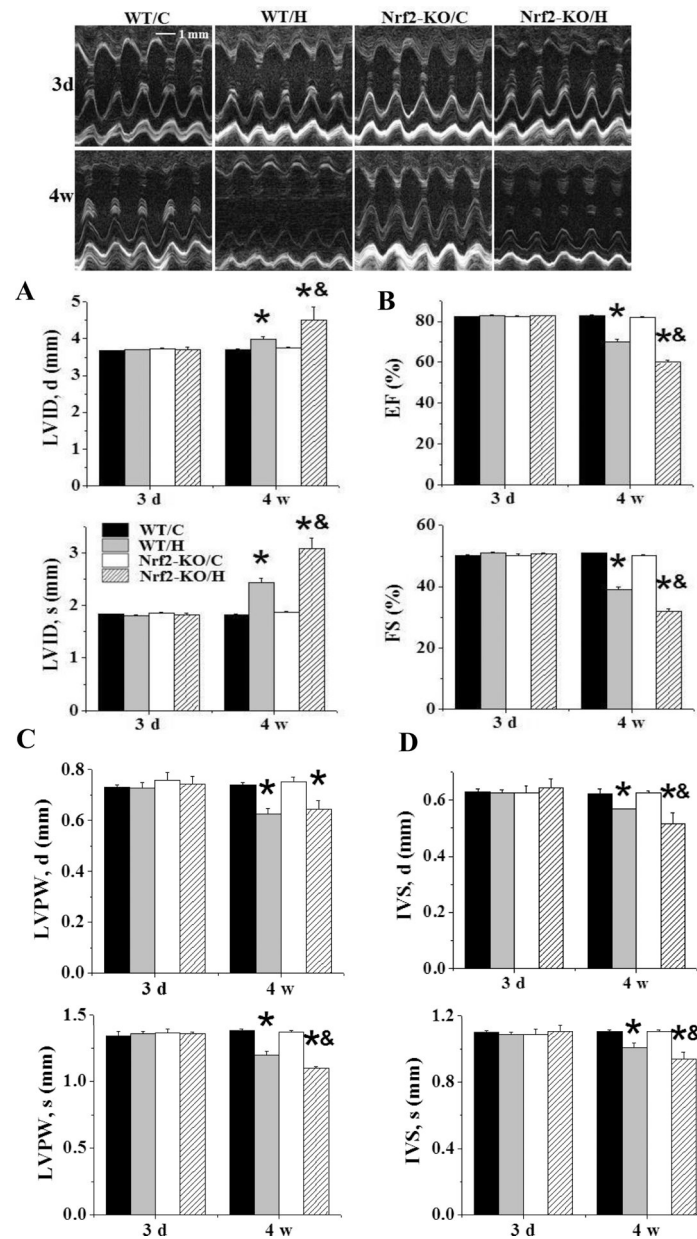 WT/C WT/H Nrf2-KO/C Nrf2-KO/H
1 mm
3d
4w
A
LVID, d (mm)
5
4
3
2
1
0
* *&
3 d 4 w
LVID, s (mm)
3
2
1
0
WT/C
WT/H
Nrf2-KO/C
Nrf2-KO/H
* *&
3 d 4 w
B
EF (%)
80
60
40
20
0
* *&
3 d 4 w
FS (%)
60
40
20
0
* *&
3 d 4 w
C
LVPW, d (mm)
0.8
0.6
0.4
0.2
0.0
* *
3 d 4 w
LVPW, s (mm)
1.5
1.0
0.5
0.0
* *&
3 d 4 w
D
IVS, d (mm)
0.6
0.4
0.2
0.0
* *&
3 d 4 w
IVS, s (mm)
1.2
0.8
0.4
0.0
* *&
3 d 4 w